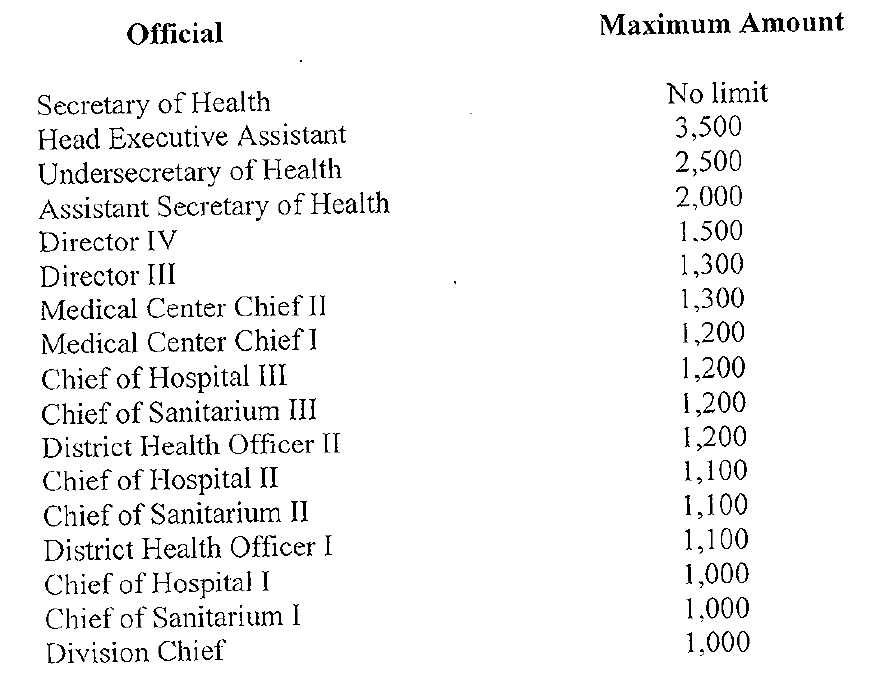 Official Maximum Amount
Secretary of Health No limit
Head Executive Assistant 3,500
Undersecretary of Health 2,500
Assistant Secretary of Health 2,000
Director IV 1.500
Director III 1,300
Medical Center Chief II 1,300
Medical Center Chief I 1,200
Chief of Hospital III 1,200
Chief of Sanitarium III 1,200
District Health Officer II 1,200
Chief of Hospital II 1,100
Chief of Sanitarium II 1,100
District Health Officer I 1,100
Chief of Hospital I 1,000
Chief of Sanitarium I 1,000
Division Chief 1,000